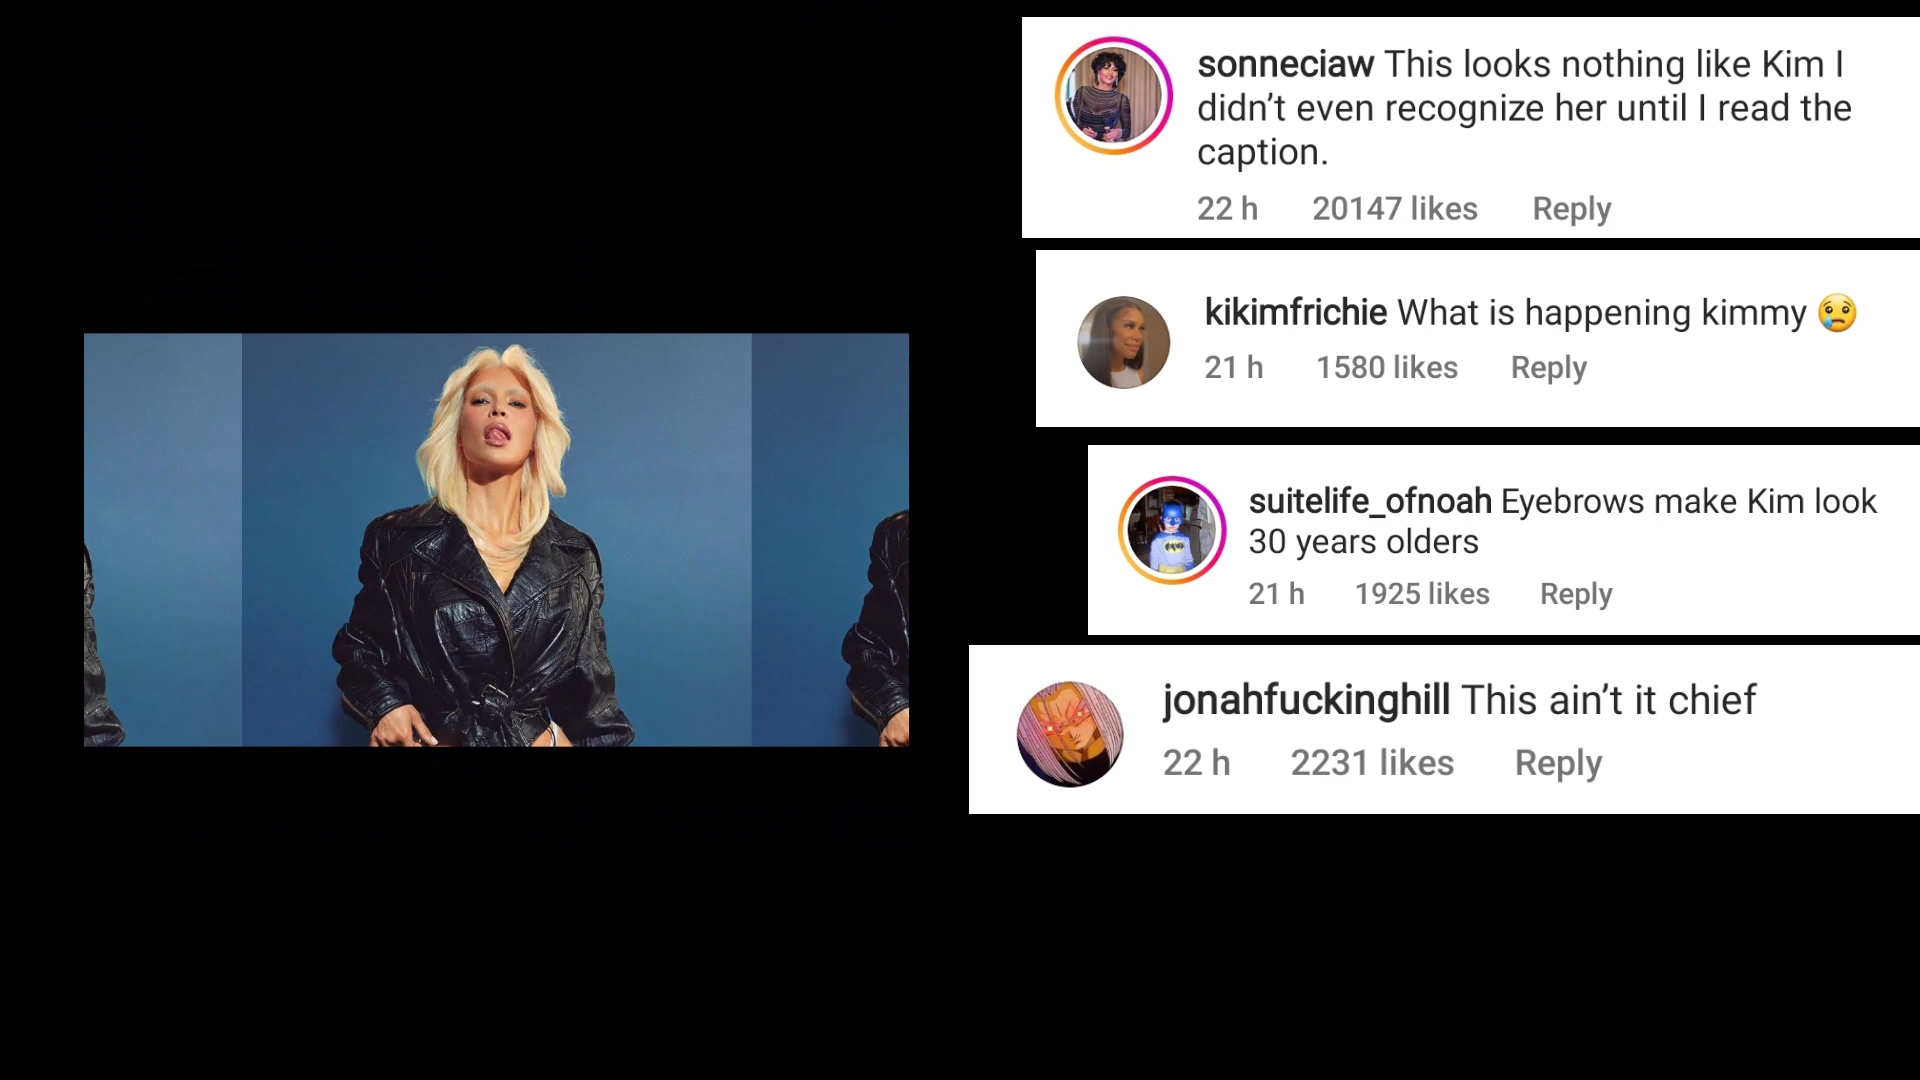 sonneciaw This looks nothing like Kim I
didn’t even recognize her until I read the
caption.
22 h 20147 likes Reply
kikimfrichie What is happening kimmy 😢
21 h 1580 likes Reply
suitelife_ofnoah Eyebrows make Kim look
30 years olders
21 h 1925 likes Reply
jonahfuckinghill This ain’t it chief
22 h 2231 likes Reply